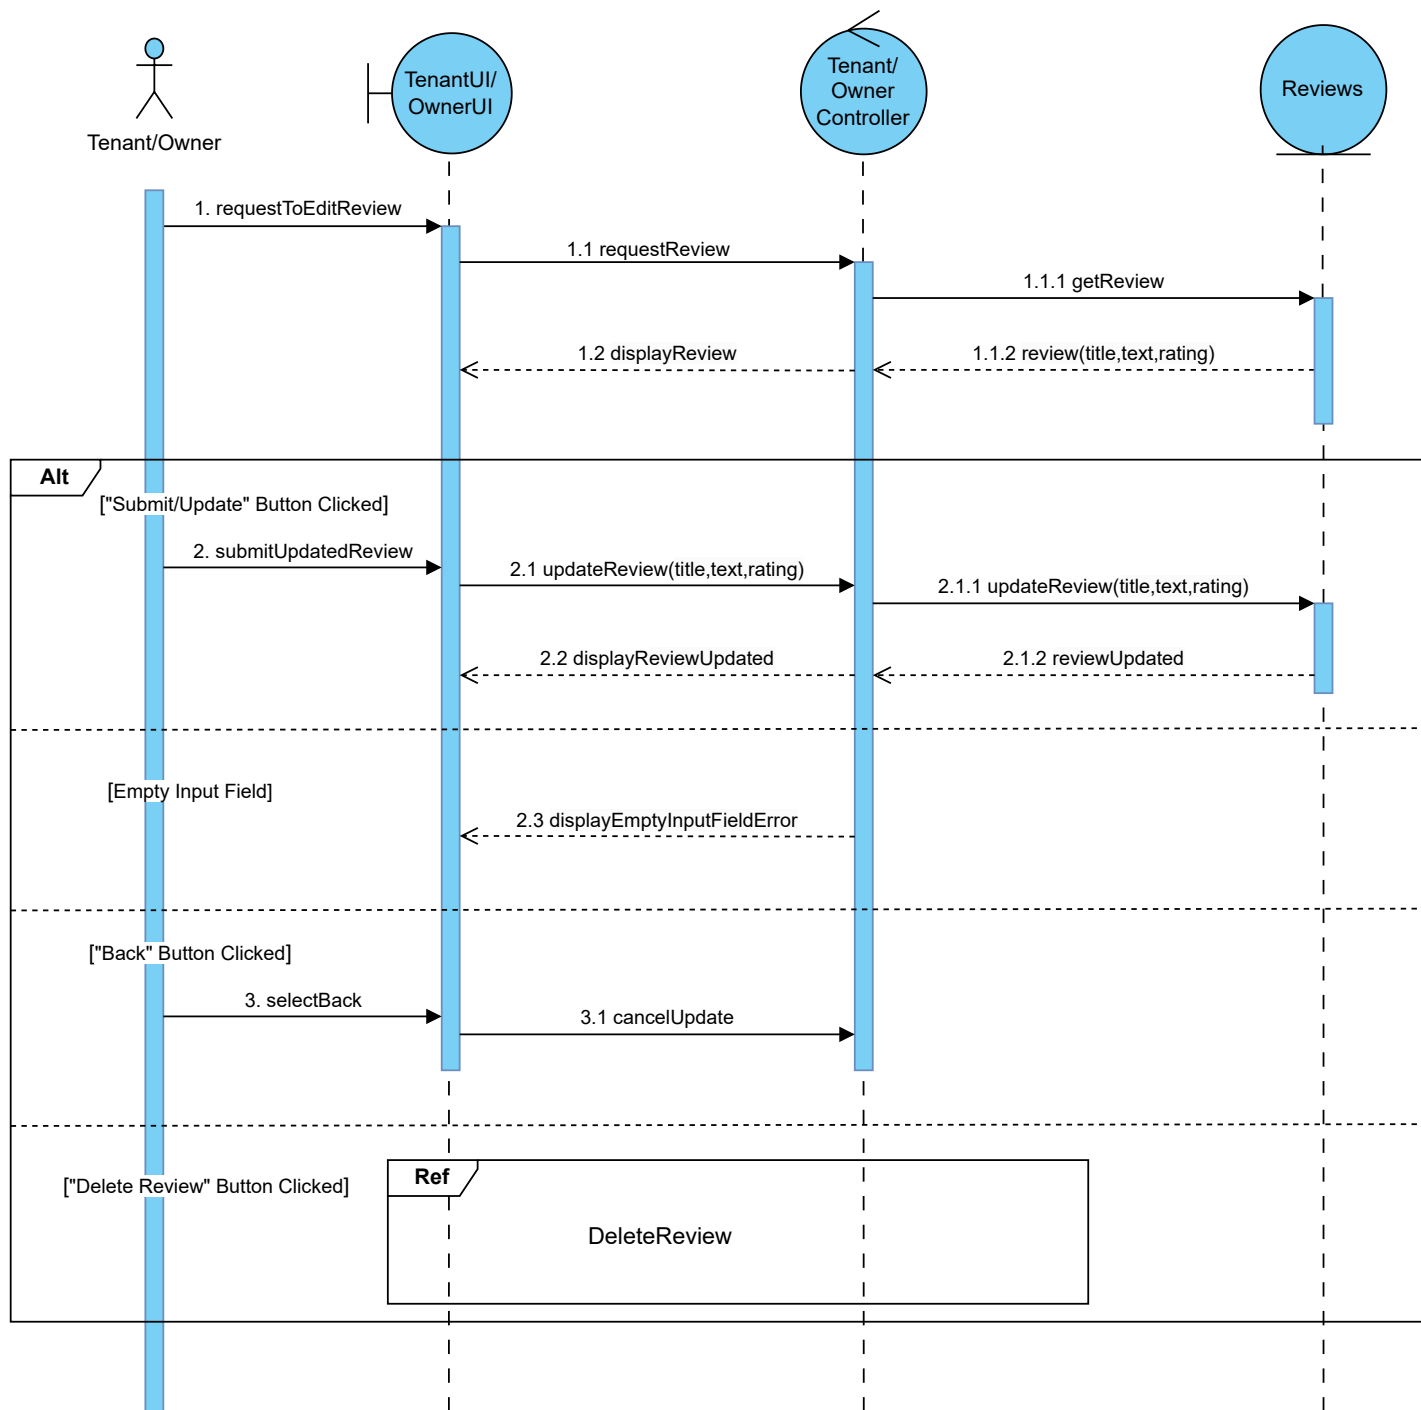 Tenant/Owner
TenantUI/
OwnerUI
Tenant/
Owner
Controller
Reviews
1. requestToEditReview
1.1 requestReview
1.1.1 getReview
1.2 displayReview
1.1.2 review(title,text,rating)
Alt
["Submit/Update" Button Clicked]
2. submitUpdatedReview
2.1 updateReview(title,text,rating)
2.1.1 updateReview(title,text,rating)
2.2 displayReviewUpdated
2.1.2 reviewUpdated
[Empty Input Field]
2.3 displayEmptyInputFieldError
["Back" Button Clicked]
3. selectBack
3.1 cancelUpdate
["Delete Review" Button Clicked]
Ref
DeleteReview